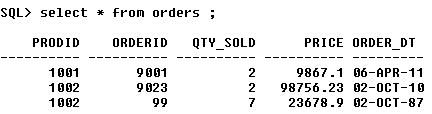 SQL> select * from orders ;
PRODID ORDERID QTY_SOLD PRICE ORDER_DT
---------- ---------- ---------- ---------- ---------
1001 9001 2 9867.1 06-APR-11
1002 9023 2 98756.23 02-OCT-10
1002 99 7 23678.9 02-OCT-87